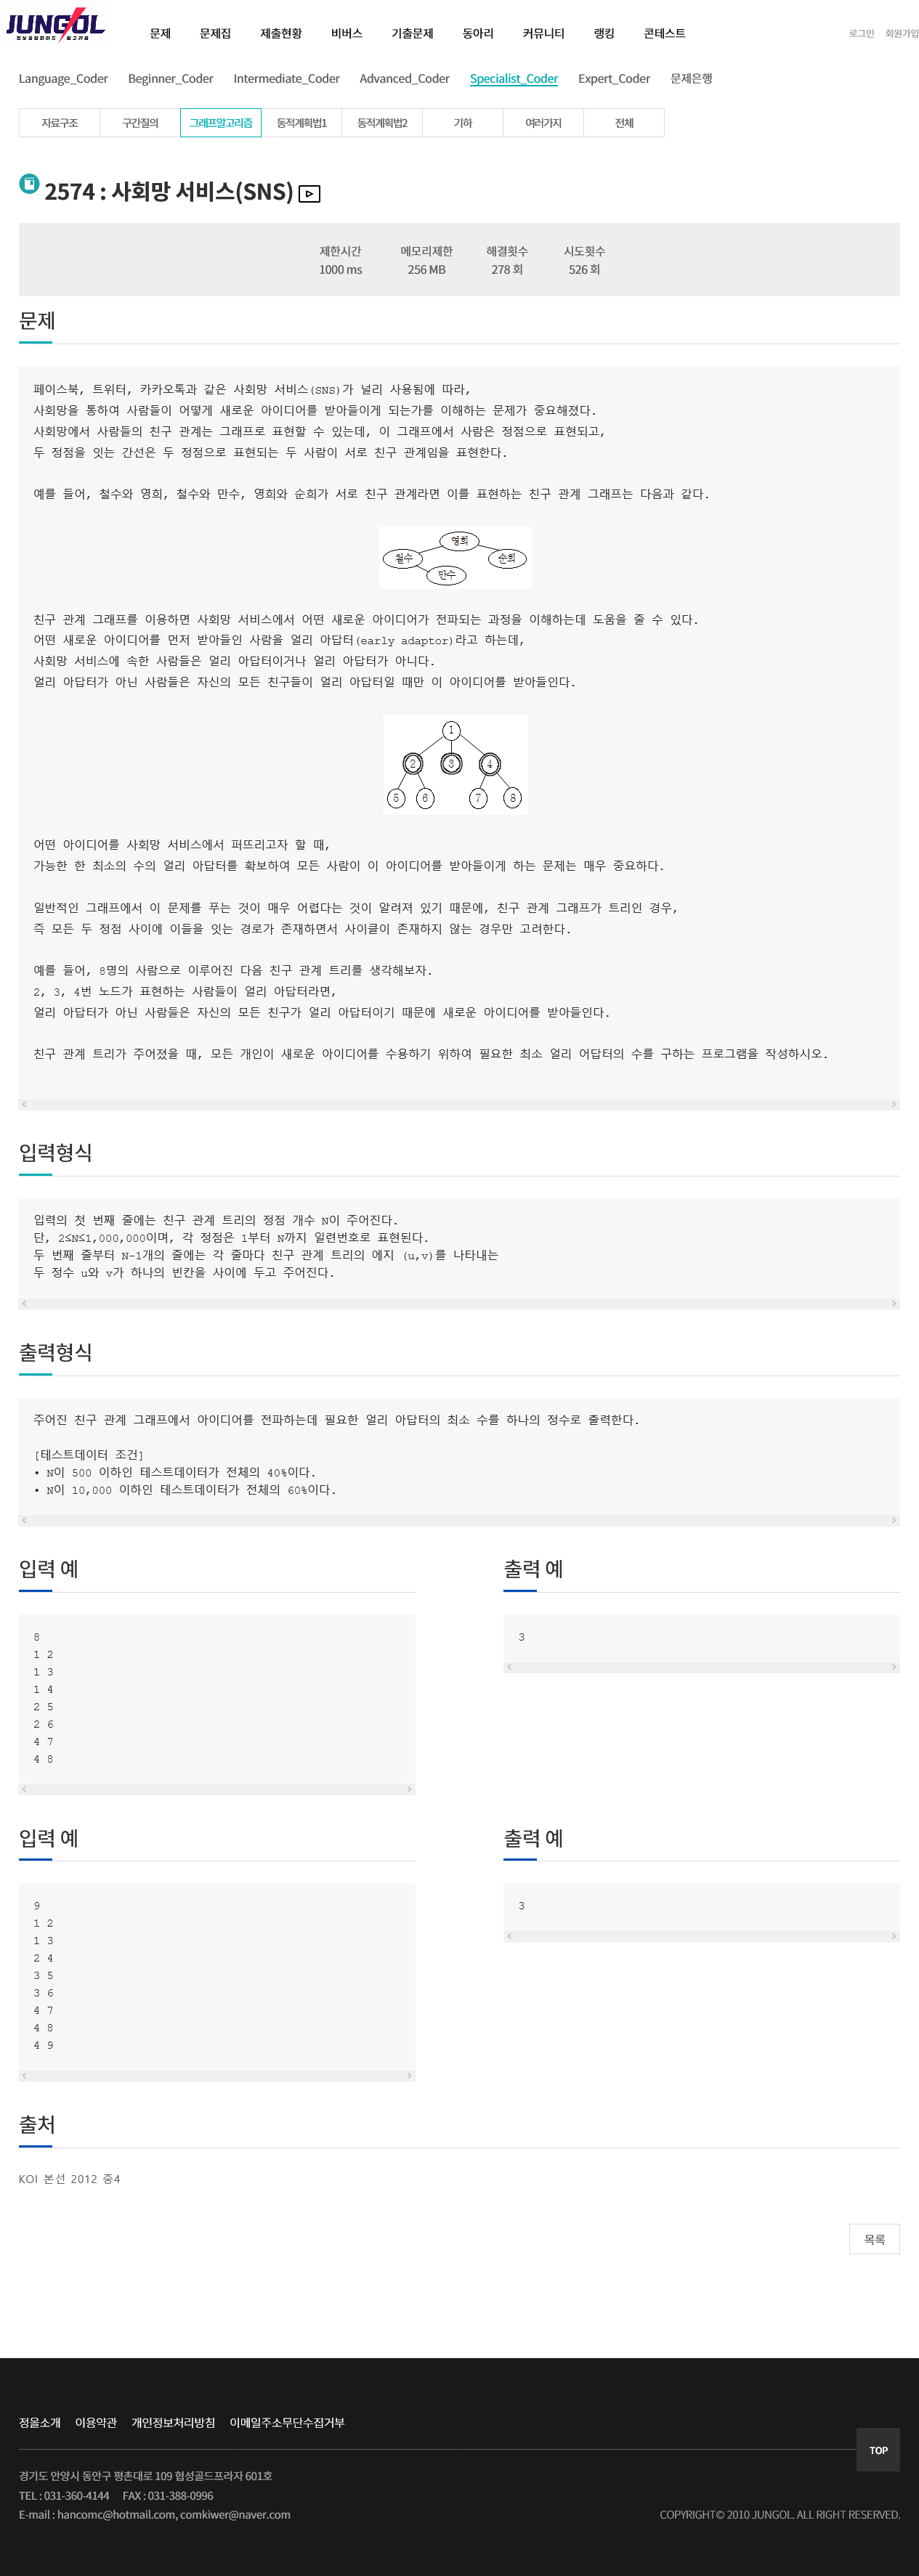 JUNGOL
정보올림피아드 / 알고리즘
문제 문제집 제출현황 비버스 기출문제 동아리 커뮤니티 랭킹 콘테스트
로그인 회원가입
Language_Coder Beginner_Coder Intermediate_Coder Advanced_Coder Specialist_Coder Expert_Coder 문제은행
자료구조 구간질의 그래프알고리즘 동적계획법1 동적계획법2 기하 여러가지 전체
2574 : 사회망 서비스(SNS)
제한시간 메모리제한 해결횟수 시도횟수
1000 ms 256 MB 278 회 526 회
문제
페이스북, 트위터, 카카오톡과 같은 사회망 서비스(SNS)가 널리 사용됨에 따라,
사회망을 통하여 사람들이 어떻게 새로운 아이디어를 받아들이게 되는가를 이해하는 문제가 중요해졌다.
사회망에서 사람들의 친구 관계는 그래프로 표현할 수 있는데, 이 그래프에서 사람은 정점으로 표현되고,
두 정점을 잇는 간선은 두 정점으로 표현되는 두 사람이 서로 친구 관계임을 표현한다.
예를 들어, 철수와 영희, 철수와 만수, 영희와 순희가 서로 친구 관계라면 이를 표현하는 친구 관계 그래프는 다음과 같다.
영희
철수 순희
만수
친구 관계 그래프를 이용하면 사회망 서비스에서 어떤 새로운 아이디어가 전파되는 과정을 이해하는데 도움을 줄 수 있다.
어떤 새로운 아이디어를 먼저 받아들인 사람을 얼리 아답터(early adaptor)라고 하는데,
사회망 서비스에 속한 사람들은 얼리 아답터이거나 얼리 아답터가 아니다.
얼리 아답터가 아닌 사람들은 자신의 모든 친구들이 얼리 아답터일 때만 이 아이디어를 받아들인다.
1
2 3 4
5 6 7 8
어떤 아이디어를 사회망 서비스에서 퍼뜨리고자 할 때,
가능한 한 최소의 수의 얼리 아답터를 확보하여 모든 사람이 이 아이디어를 받아들이게 하는 문제는 매우 중요하다.
일반적인 그래프에서 이 문제를 푸는 것이 매우 어렵다는 것이 알려져 있기 때문에, 친구 관계 그래프가 트리인 경우,
즉 모든 두 정점 사이에 이들을 잇는 경로가 존재하면서 사이클이 존재하지 않는 경우만 고려한다.
예를 들어, 8명의 사람으로 이루어진 다음 친구 관계 트리를 생각해보자.
2, 3, 4번 노드가 표현하는 사람들이 얼리 아답터라면,
얼리 아답터가 아닌 사람들은 자신의 모든 친구가 얼리 아답터이기 때문에 새로운 아이디어를 받아들인다.
친구 관계 트리가 주어졌을 때, 모든 개인이 새로운 아이디어를 수용하기 위하여 필요한 최소 얼리 어답터의 수를 구하는 프로그램을 작성하시오.
입력형식
입력의 첫 번째 줄에는 친구 관계 트리의 정점 개수 N이 주어진다.
단, 2≤N≤1,000,000이며, 각 정점은 1부터 N까지 일련번호로 표현된다.
두 번째 줄부터 N-1개의 줄에는 각 줄마다 친구 관계 트리의 에지 (u,v)를 나타내는
두 정수 u와 v가 하나의 빈칸을 사이에 두고 주어진다.
출력형식
주어진 친구 관계 그래프에서 아이디어를 전파하는데 필요한 얼리 아답터의 최소 수를 하나의 정수로 출력한다.
[테스트데이터 조건]
• N이 500 이하인 테스트데이터가 전체의 40%이다.
• N이 10,000 이하인 테스트데이터가 전체의 60%이다.
입력 예
8
1 2
1 3
1 4
2 5
2 6
4 7
4 8
출력 예
3
입력 예
9
1 2
1 3
2 4
3 5
3 6
4 7
4 8
4 9
출력 예
3
출처
KOI 본선 2012 중4
목록
정올소개 이용약관 개인정보처리방침 이메일주소무단수집거부
TOP
경기도 안양시 동안구 평촌대로 109 협성골드프라자 601호
TEL : 031-360-4144 FAX : 031-388-0996
E-mail : hancomc@hotmail.com, comkiwer@naver.com
COPYRIGHT© 2010 JUNGOL. ALL RIGHT RESERVED.